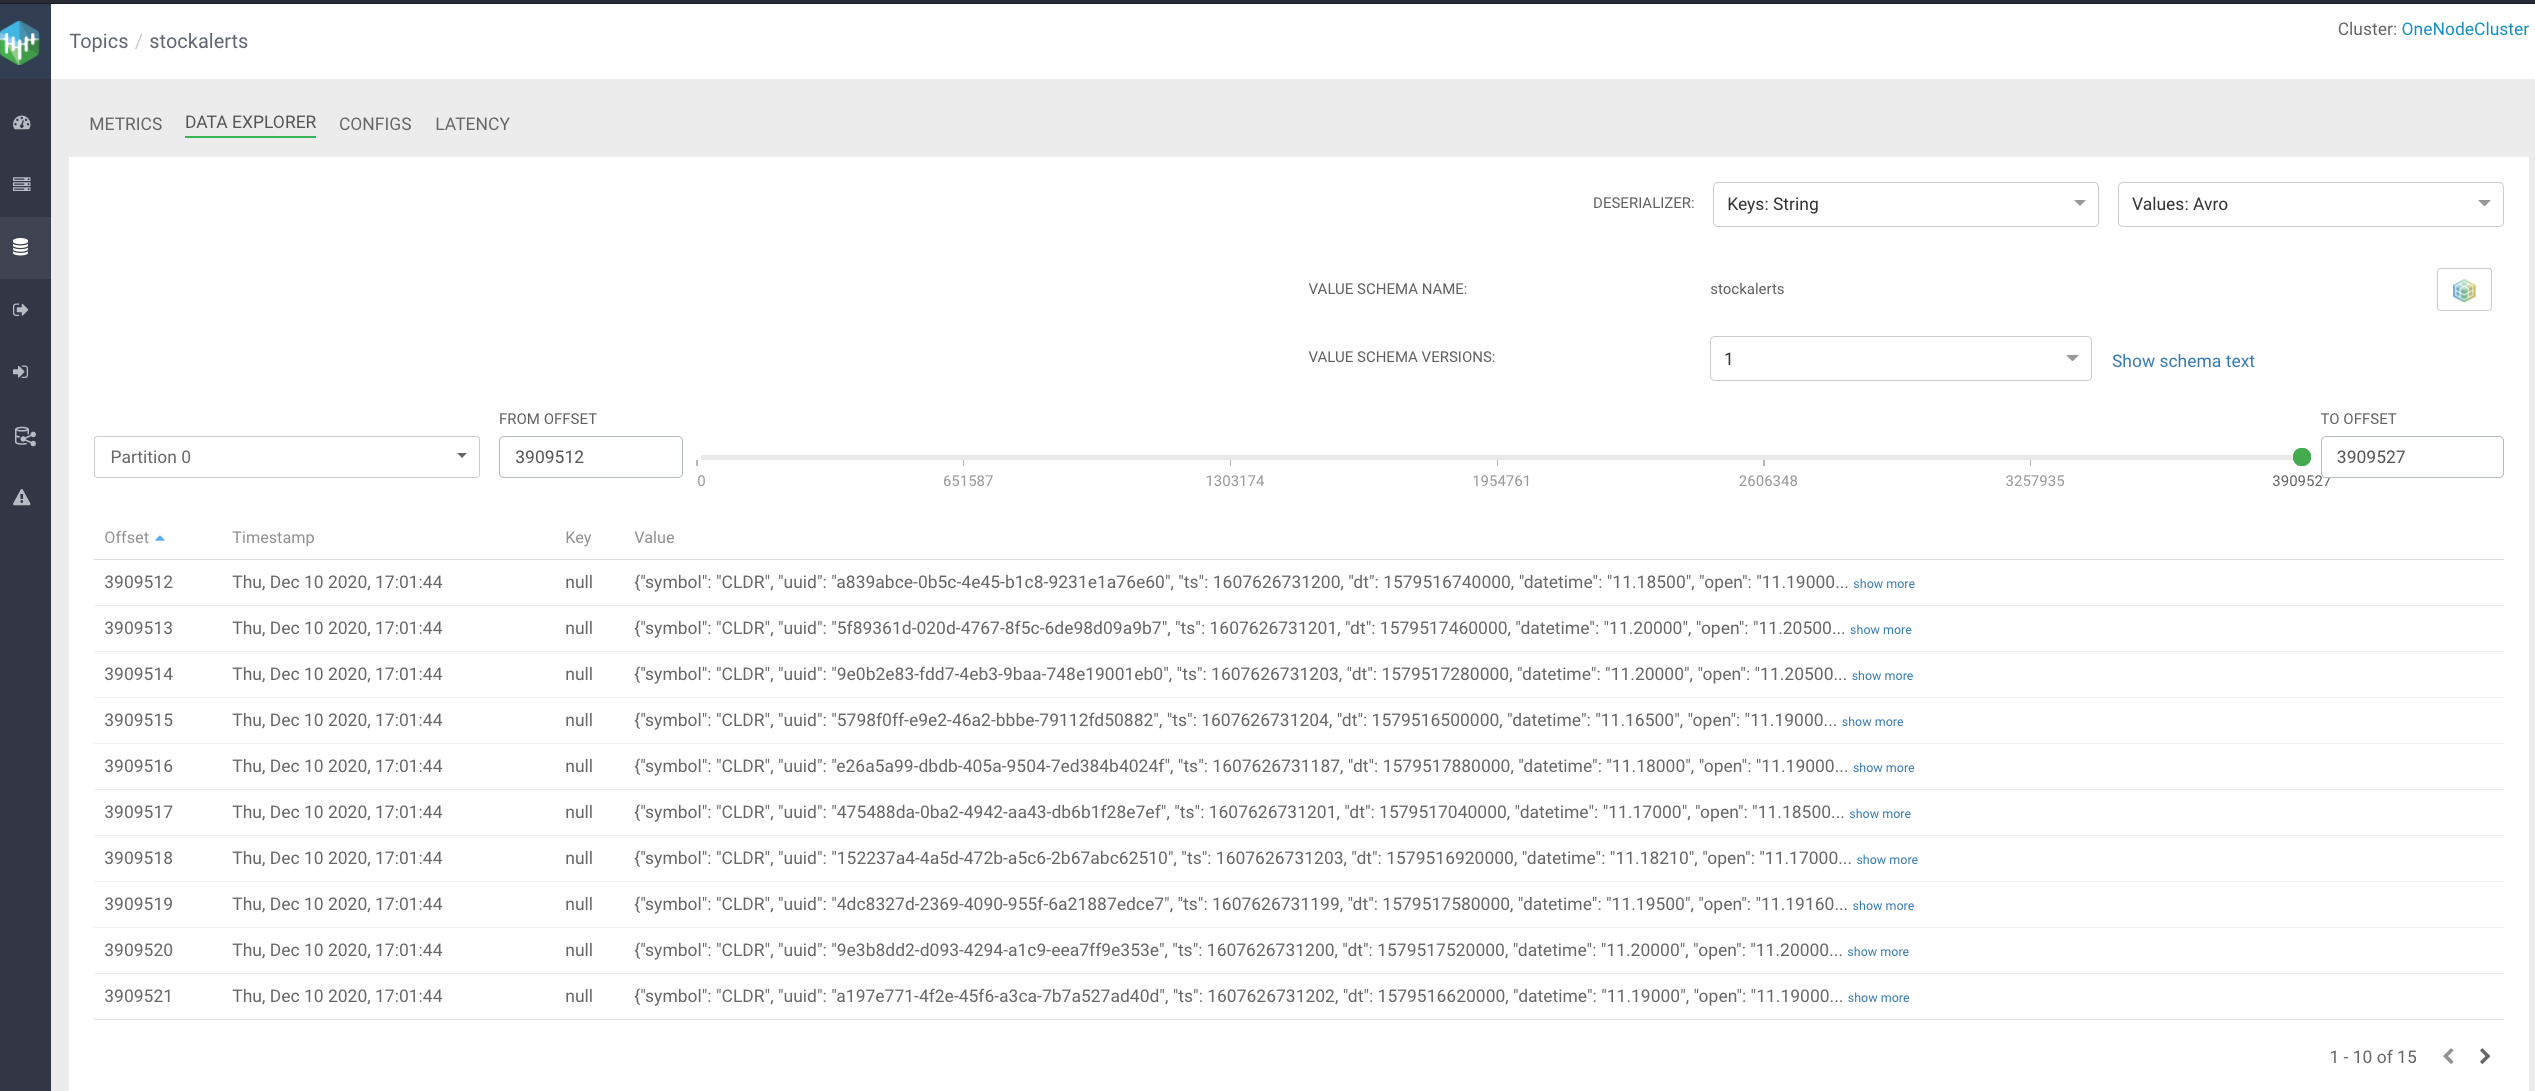 Topics / stockalerts
Cluster: OneNodeCluster
METRICS DATA EXPLORER CONFIGS LATENCY
DESERIALIZER: Keys: String Values: Avro
VALUE SCHEMA NAME: stockalerts
VALUE SCHEMA VERSIONS: 1 Show schema text
FROM OFFSET TO OFFSET
Partition 0 3909512 3909527
0 651587 1303174 1954761 2606348 3257935 3909527
Offset Timestamp Key Value
3909512 Thu, Dec 10 2020, 17:01:44 null {"symbol": "CLDR", "uuid": "a839abce-0b5c-4e45-b1c8-9231e1a76e60", "ts": 1607626731200, "dt": 1579516740000, "datetime": "11.18500", "open": "11.19000... show more
3909513 Thu, Dec 10 2020, 17:01:44 null {"symbol": "CLDR", "uuid": "5f89361d-020d-4767-8f5c-6de98d09a9b7", "ts": 1607626731201, "dt": 1579517460000, "datetime": "11.20000", "open": "11.20500... show more
3909514 Thu, Dec 10 2020, 17:01:44 null {"symbol": "CLDR", "uuid": "9e0b2e83-fdd7-4eb3-9baa-748e19001eb0", "ts": 1607626731203, "dt": 1579517280000, "datetime": "11.20000", "open": "11.20500... show more
3909515 Thu, Dec 10 2020, 17:01:44 null {"symbol": "CLDR", "uuid": "5798f0ff-e9e2-46a2-bbbe-79112fd50882", "ts": 1607626731204, "dt": 1579516500000, "datetime": "11.16500", "open": "11.19000... show more
3909516 Thu, Dec 10 2020, 17:01:44 null {"symbol": "CLDR", "uuid": "e26a5a99-dbdb-405a-9504-7ed384b4024f", "ts": 1607626731187, "dt": 1579517880000, "datetime": "11.18000", "open": "11.19000... show more
3909517 Thu, Dec 10 2020, 17:01:44 null {"symbol": "CLDR", "uuid": "475488da-0ba2-4942-aa43-db6b1f28e7ef", "ts": 1607626731201, "dt": 1579517040000, "datetime": "11.17000", "open": "11.18500... show more
3909518 Thu, Dec 10 2020, 17:01:44 null {"symbol": "CLDR", "uuid": "152237a4-4a5d-472b-a5c6-2b67abc62510", "ts": 1607626731203, "dt": 1579516920000, "datetime": "11.18210", "open": "11.17000... show more
3909519 Thu, Dec 10 2020, 17:01:44 null {"symbol": "CLDR", "uuid": "4dc8327d-2369-4090-955f-6a21887edce7", "ts": 1607626731199, "dt": 1579517580000, "datetime": "11.19500", "open": "11.19160... show more
3909520 Thu, Dec 10 2020, 17:01:44 null {"symbol": "CLDR", "uuid": "9e3b8dd2-d093-4294-a1c9-eea7ff9e353e", "ts": 1607626731200, "dt": 1579517520000, "datetime": "11.20000", "open": "11.20000... show more
3909521 Thu, Dec 10 2020, 17:01:44 null {"symbol": "CLDR", "uuid": "a197e771-4f2e-45f6-a3ca-7b7a527ad40d", "ts": 1607626731202, "dt": 1579516620000, "datetime": "11.19000", "open": "11.19000... show more
1 - 10 of 15